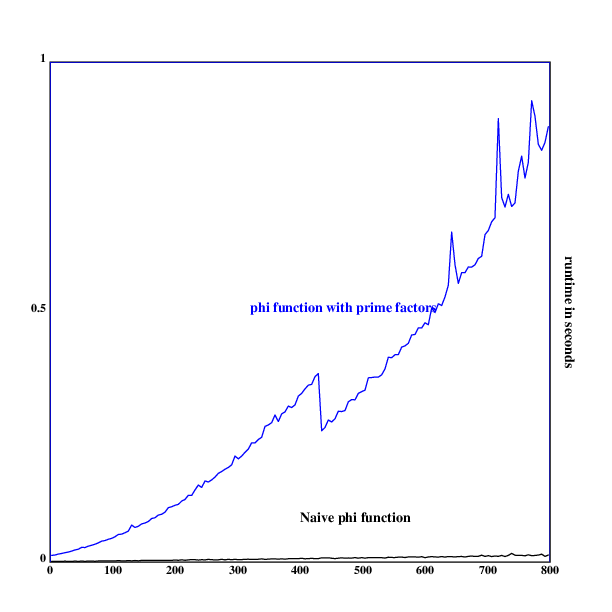 1
phi function with prime factors
0.5
runtime in seconds
Naive phi function
0
0 100 200 300 400 500 600 700 800